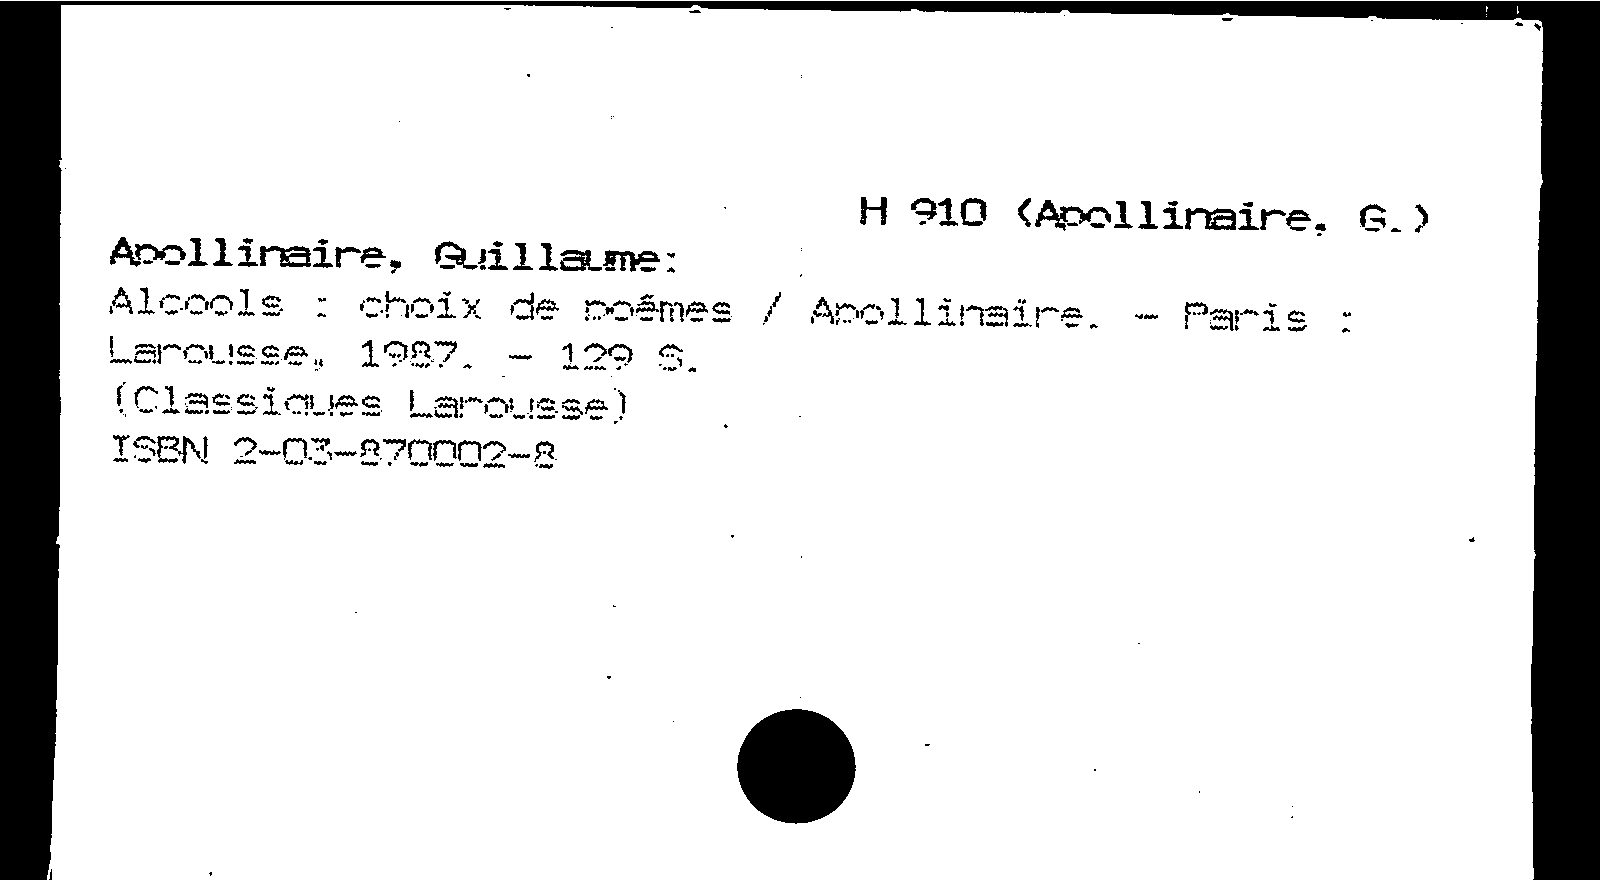 H 910 (Apollinaire, G.)
Apollinaire, Guillaume:
Alcools : choix de poêmes / Apollinaire. - Paris :
Larousse, 1987. - 129 S.
(Classiques Larousse)
ISBN 2-03-870002-8